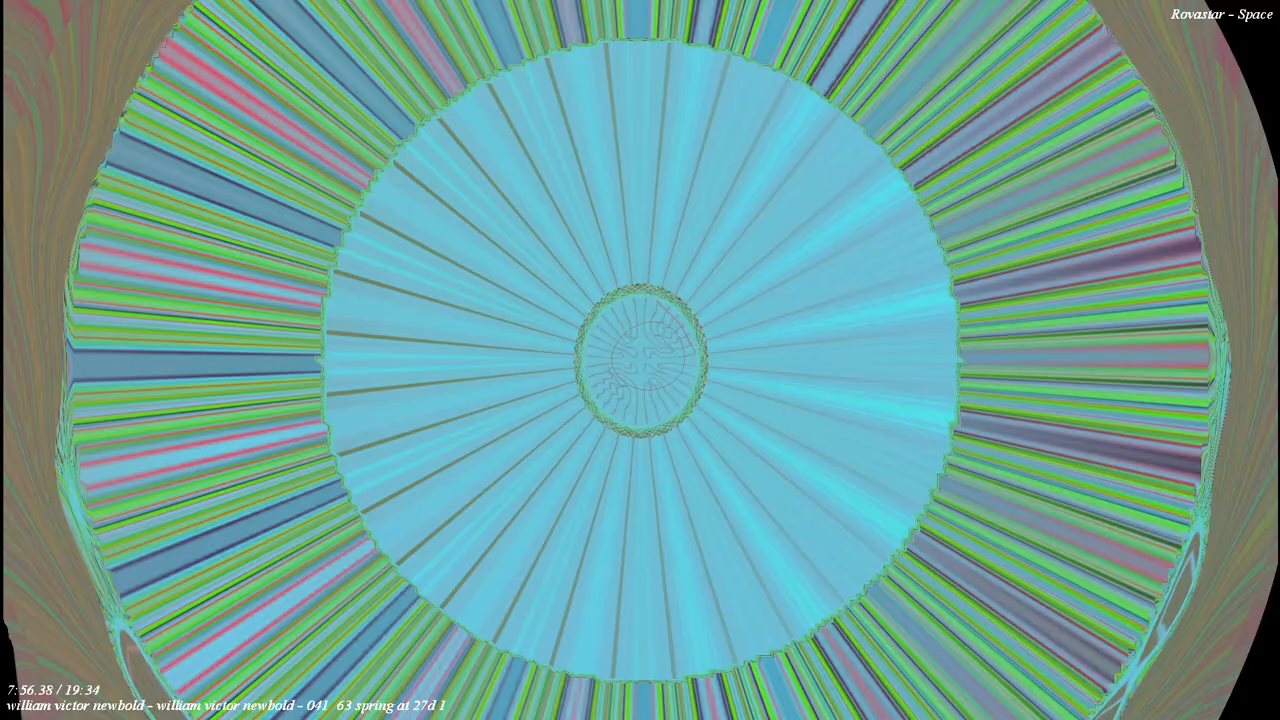 Rovastar - Space
7:56.38 / 19:34
william victor newbold - william victor newbold - 041  63 spring at 27d 1